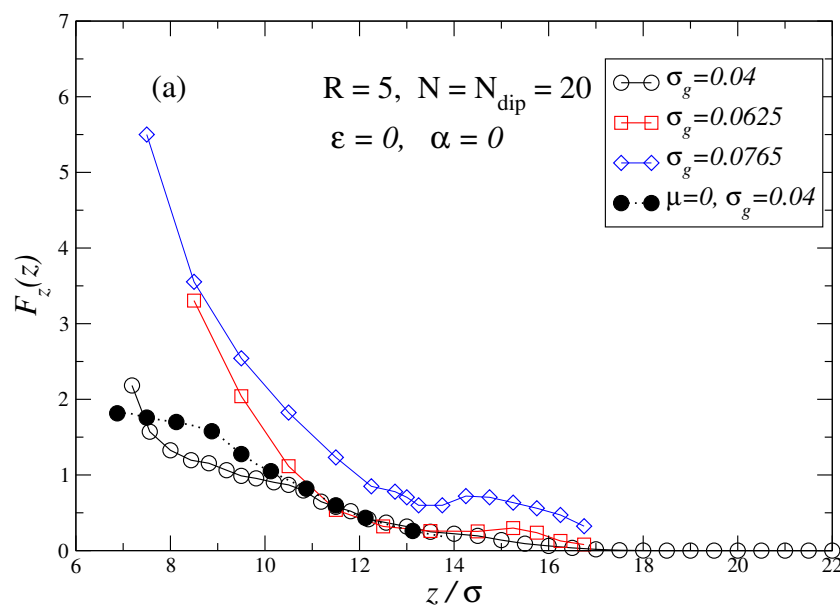 7
6
5
4
3
2
1
0
F_z(z)
(a)
R = 5, N = N_dip = 20
ε = 0, α = 0
σ_g=0.04
σ_g=0.0625
σ_g=0.0765
μ=0, σ_g=0.04
6 8 10 12 14 16 18 20 22
z / σ